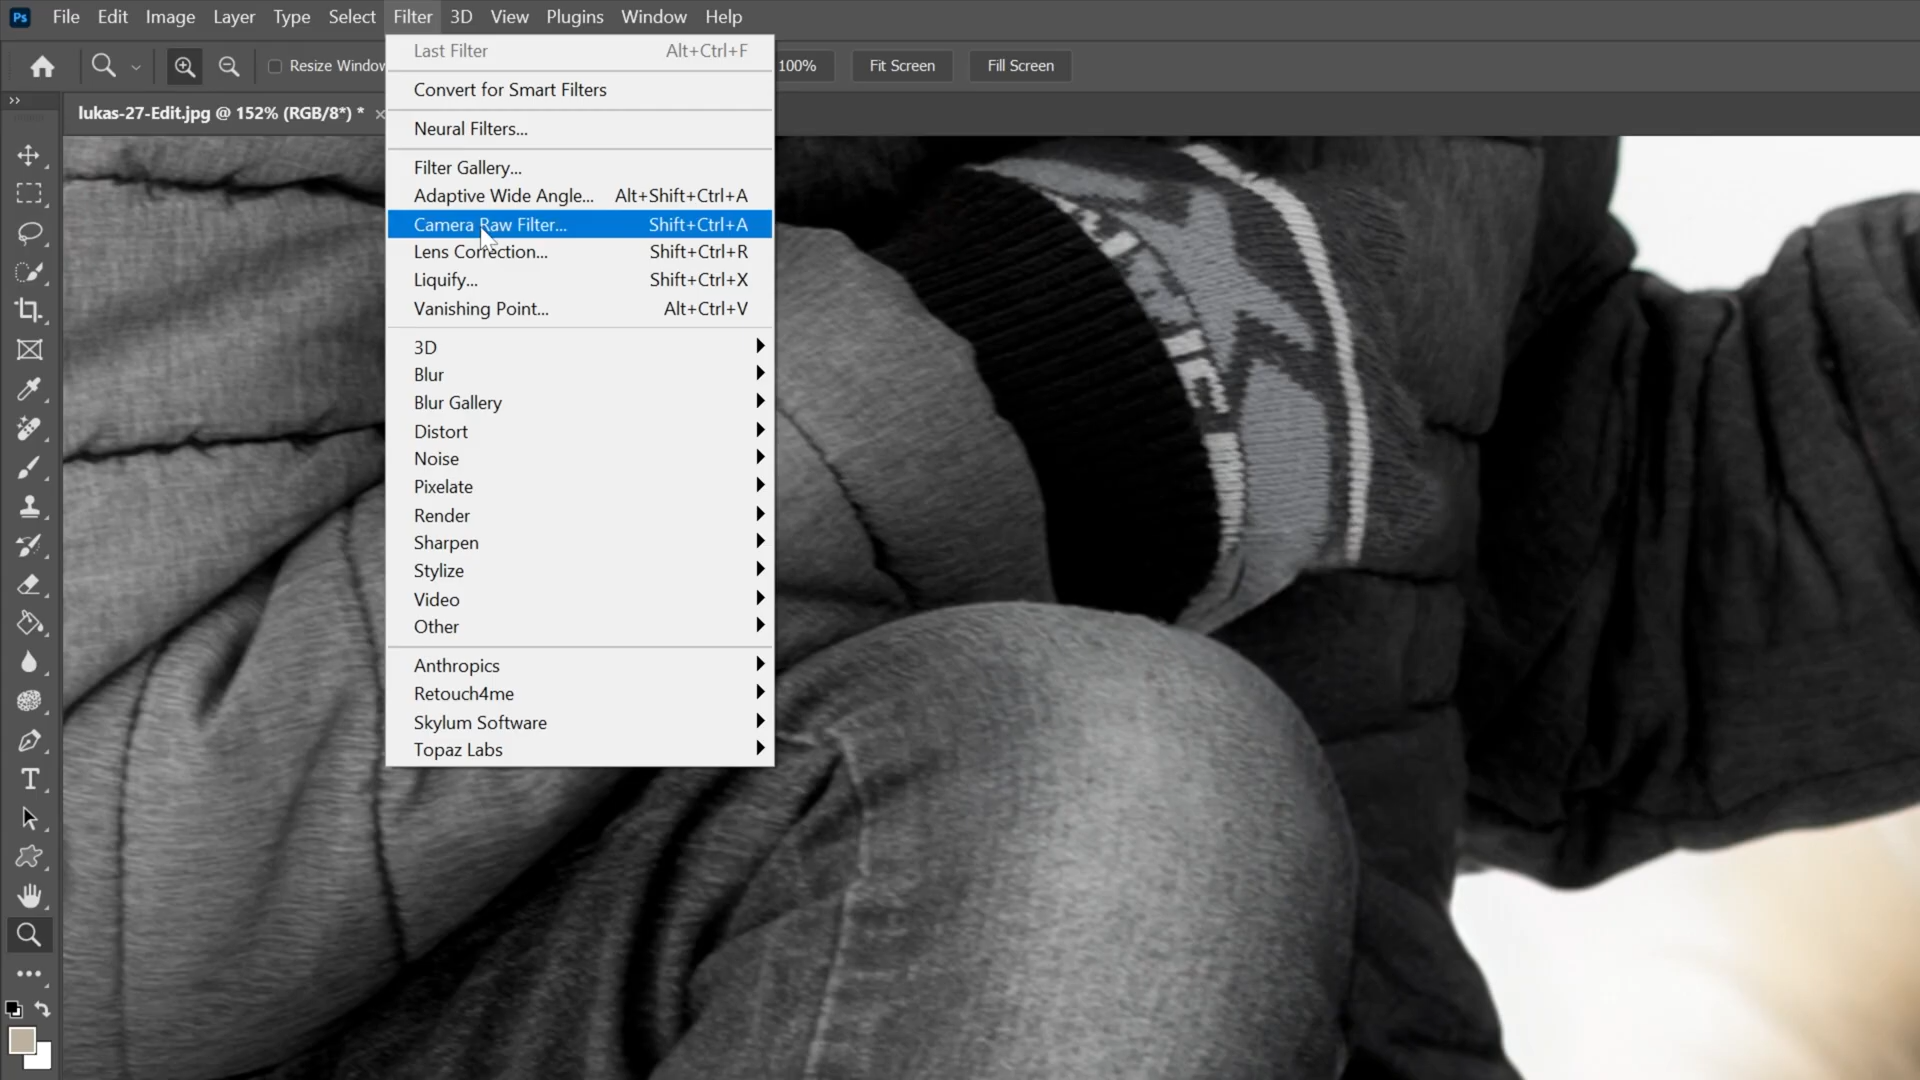 Ps File Edit Image Layer Type Select Filter 3D View Plugins Window Help
Resize Window 100% Fit Screen Fill Screen
lukas-27-Edit.jpg @ 152% (RGB/8*) *
Last Filter Alt+Ctrl+F
Convert for Smart Filters
Neural Filters...
Filter Gallery...
Adaptive Wide Angle... Alt+Shift+Ctrl+A
Camera Raw Filter... Shift+Ctrl+A
Lens Correction... Shift+Ctrl+R
Liquify... Shift+Ctrl+X
Vanishing Point... Alt+Ctrl+V
3D
Blur
Blur Gallery
Distort
Noise
Pixelate
Render
Sharpen
Stylize
Video
Other
Anthropics
Retouch4me
Skylum Software
Topaz Labs